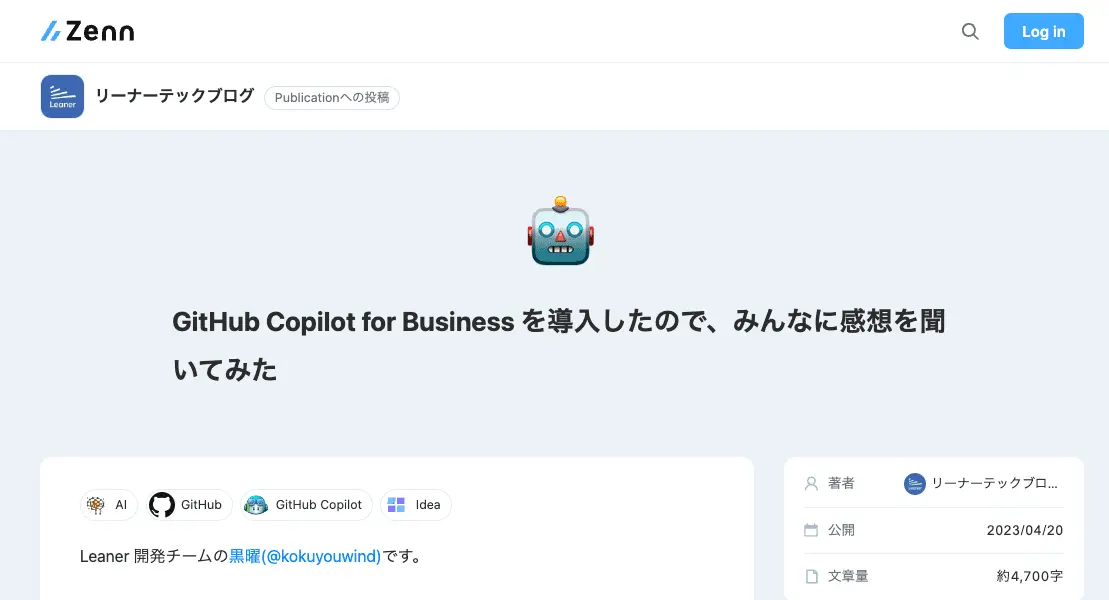 Zenn
Log in
Leaner
リーナーテックブログ
Publicationへの投稿
GitHub Copilot for Business を導入したので、みんなに感想を聞
いてみた
AI
GitHub
GitHub Copilot
Idea
Leaner 開発チームの黒曜(@kokuyouwind)です。
著者
リーナーテックブロ...
公開
2023/04/20
文章量
約4,700字